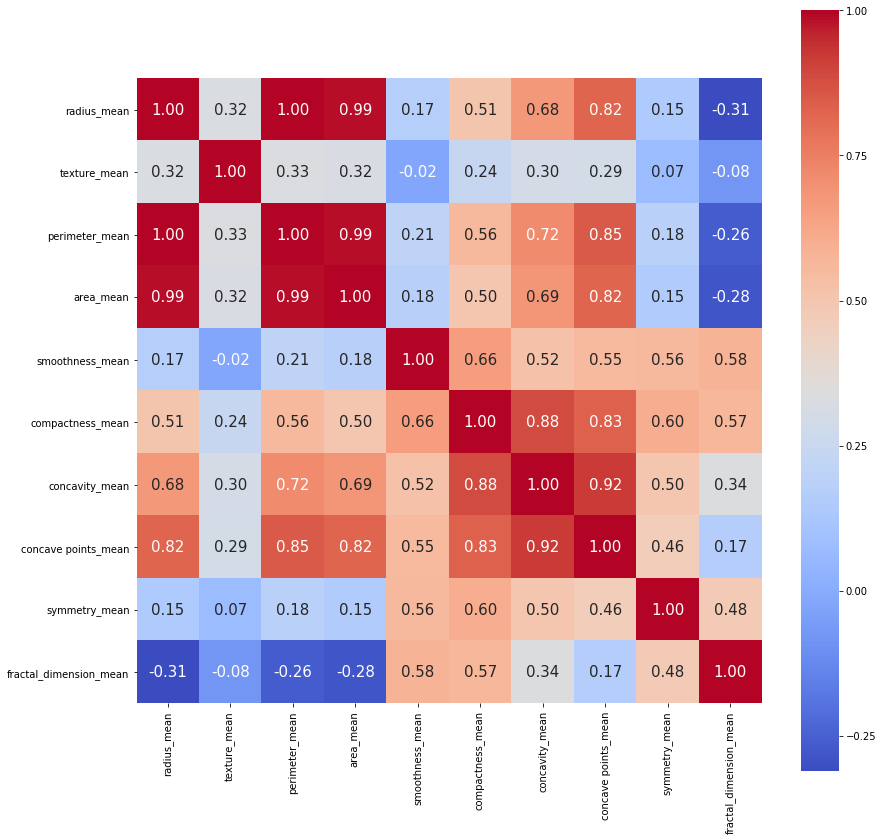 radius_mean 1.00 0.32 1.00 0.99 0.17 0.51 0.68 0.82 0.15 -0.31
texture_mean 0.32 1.00 0.33 0.32 -0.02 0.24 0.30 0.29 0.07 -0.08
perimeter_mean 1.00 0.33 1.00 0.99 0.21 0.56 0.72 0.85 0.18 -0.26
area_mean 0.99 0.32 0.99 1.00 0.18 0.50 0.69 0.82 0.15 -0.28
smoothness_mean 0.17 -0.02 0.21 0.18 1.00 0.66 0.52 0.55 0.56 0.58
compactness_mean 0.51 0.24 0.56 0.50 0.66 1.00 0.88 0.83 0.60 0.57
concavity_mean 0.68 0.30 0.72 0.69 0.52 0.88 1.00 0.92 0.50 0.34
concave points_mean 0.82 0.29 0.85 0.82 0.55 0.83 0.92 1.00 0.46 0.17
symmetry_mean 0.15 0.07 0.18 0.15 0.56 0.60 0.50 0.46 1.00 0.48
fractal_dimension_mean -0.31 -0.08 -0.26 -0.28 0.58 0.57 0.34 0.17 0.48 1.00
radius_mean
texture_mean
perimeter_mean
area_mean
smoothness_mean
compactness_mean
concavity_mean
concave points_mean
symmetry_mean
fractal_dimension_mean
1.00
0.75
0.50
0.25
0.00
−0.25